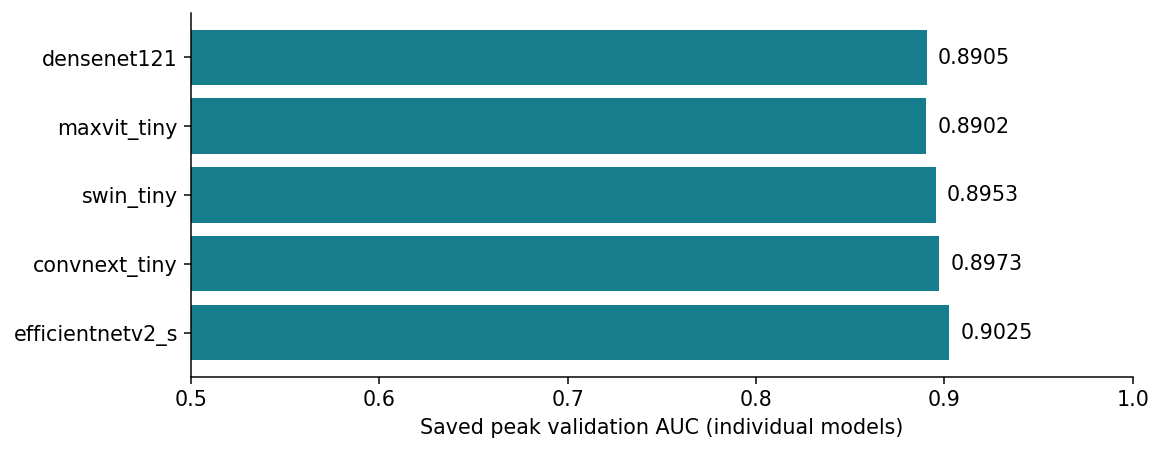 densenet121 0.8905
maxvit_tiny 0.8902
swin_tiny 0.8953
convnext_tiny 0.8973
efficientnetv2_s 0.9025
0.5 0.6 0.7 0.8 0.9 1.0
Saved peak validation AUC (individual models)